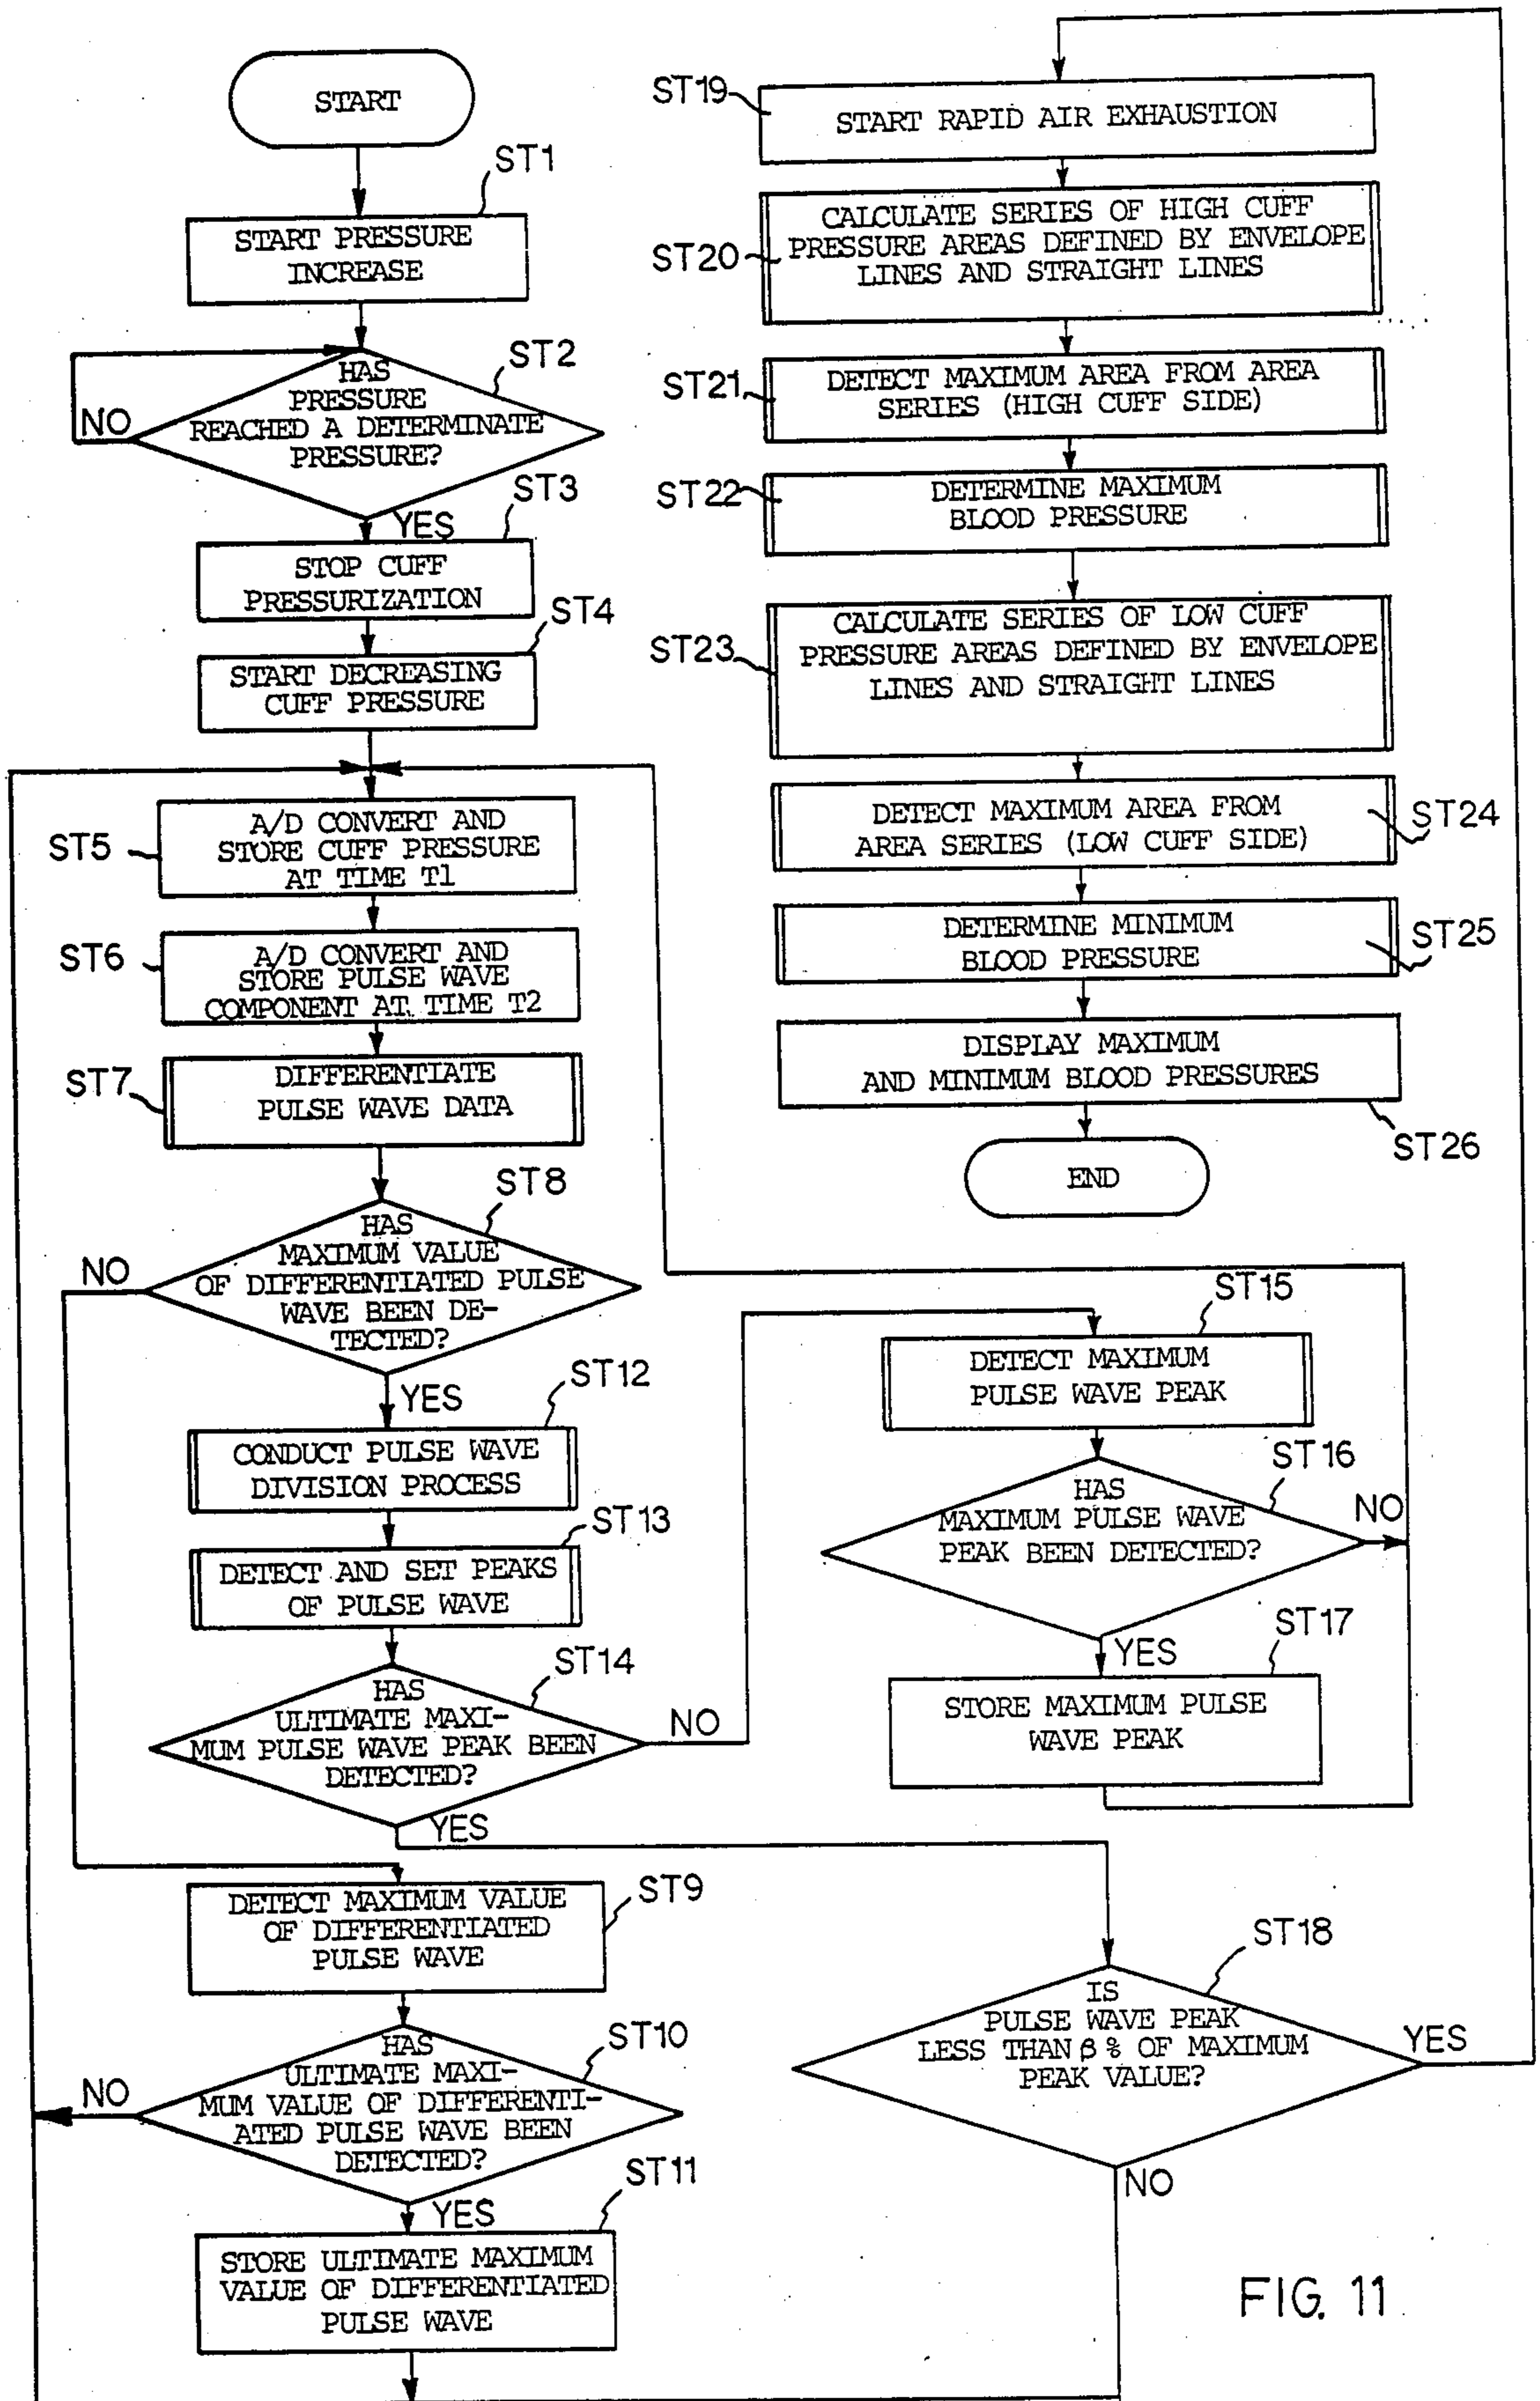 START
ST1
START PRESSURE
INCREASE
ST2
HAS
PRESSURE
REACHED A DETERMINATE
PRESSURE?
NO
YES
ST3
STOP CUFF
PRESSURIZATION
ST4
START DECREASING
CUFF PRESSURE
ST5
A/D CONVERT AND
STORE CUFF PRESSURE
AT TIME T1
ST6
A/D CONVERT AND
STORE PULSE WAVE
COMPONENT AT TIME T2
ST7
DIFFERENTIATE
PULSE WAVE DATA
ST8
HAS
MAXIMUM VALUE
OF DIFFERENTIATED PULSE
WAVE BEEN DE-
TECTED?
NO
YES
ST12
CONDUCT PULSE WAVE
DIVISION PROCESS
ST13
DETECT AND SET PEAKS
OF PULSE WAVE
ST14
HAS
ULTIMATE MAXI-
MUM PULSE WAVE PEAK BEEN
DETECTED?
NO
YES
ST9
DETECT MAXIMUM VALUE
OF DIFFERENTIATED
PULSE WAVE
ST10
HAS
ULTIMATE MAXI-
MUM VALUE OF DIFFERENTI-
ATED PULSE WAVE BEEN
DETECTED?
NO
YES
ST11
STORE ULTIMATE MAXIMUM
VALUE OF DIFFERENTIATED
PULSE WAVE
ST19
START RAPID AIR EXHAUSTION
ST20
CALCULATE SERIES OF HIGH CUFF
PRESSURE AREAS DEFINED BY ENVELOPE
LINES AND STRAIGHT LINES
ST21
DETECT MAXIMUM AREA FROM AREA
SERIES (HIGH CUFF SIDE)
ST22
DETERMINE MAXIMUM
BLOOD PRESSURE
ST23
CALCULATE SERIES OF LOW CUFF
PRESSURE AREAS DEFINED BY ENVELOPE
LINES AND STRAIGHT LINES
ST24
DETECT MAXIMUM AREA FROM
AREA SERIES (LOW CUFF SIDE)
ST25
DETERMINE MINIMUM
BLOOD PRESSURE
ST26
DISPLAY MAXIMUM
AND MINIMUM BLOOD PRESSURES
END
ST15
DETECT MAXIMUM
PULSE WAVE PEAK
ST16
HAS
MAXIMUM PULSE WAVE
PEAK BEEN DETECTED?
NO
YES
ST17
STORE MAXIMUM PULSE
WAVE PEAK
ST18
IS
PULSE WAVE PEAK
LESS THAN β % OF MAXIMUM
PEAK VALUE?
YES
NO
FIG. 11